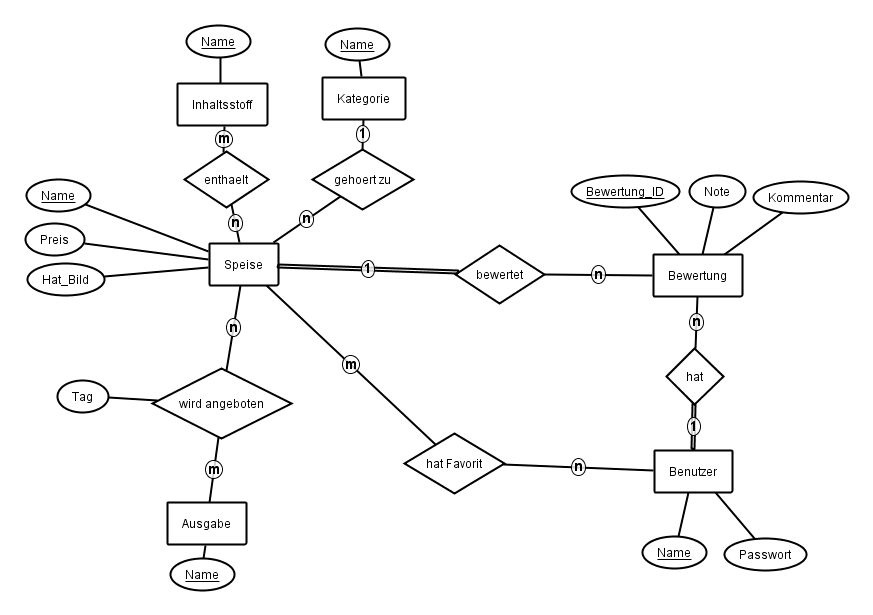 Name
Name
Inhaltsstoff
Kategorie
m
1
enthaelt
gehoert zu
Name
Bewertung_ID
Note
Kommentar
n
n
Preis
Hat_Bild
Speise
1
bewertet
n
Bewertung
n
n
m
hat
Tag
wird angeboten
1
m
hat Favorit
n
Benutzer
Ausgabe
Name
Passwort
Name